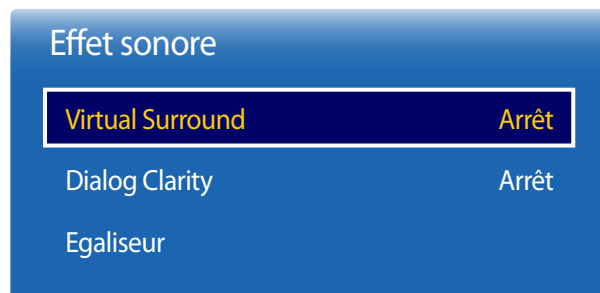 Effet sonore
Virtual Surround Arrêt
Dialog Clarity Arrêt
Egaliseur